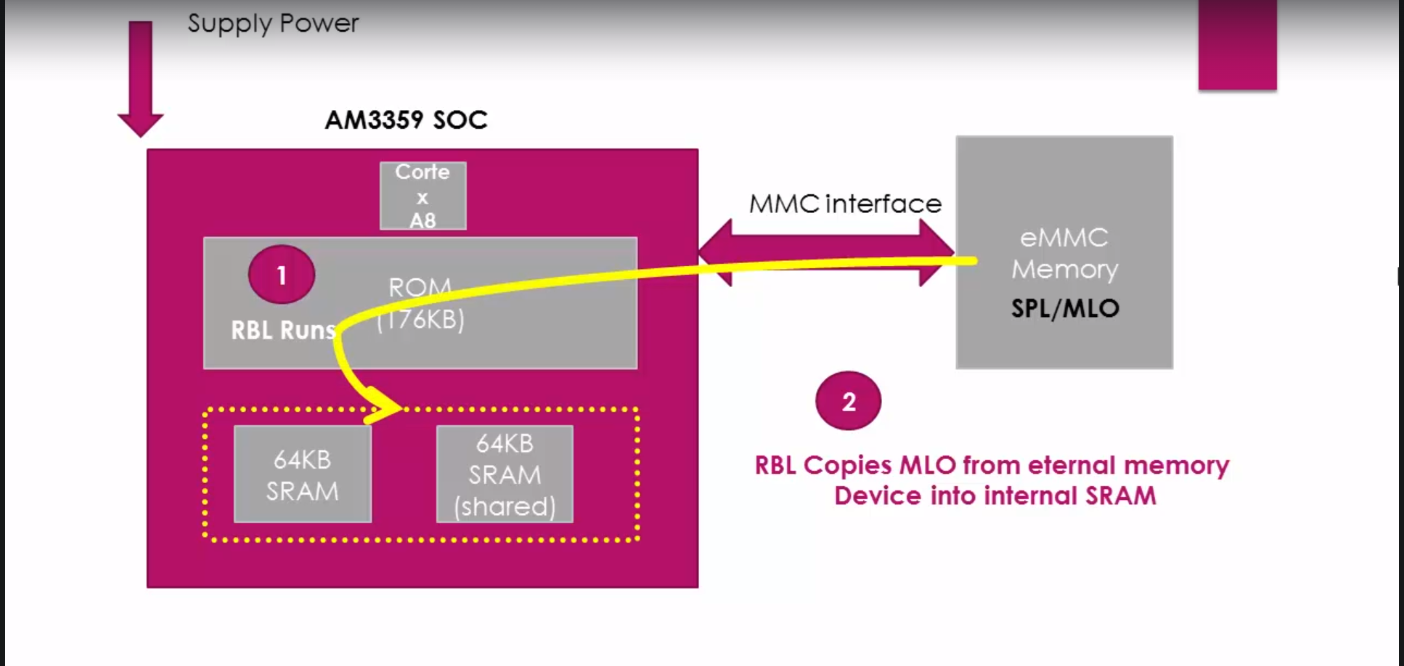 Supply Power
AM3359 SOC
Corte
x
A8
MMC interface
1
ROM
(176KB)
RBL Runs
eMMC
Memory
SPL/MLO
2
64KB
SRAM
64KB
SRAM
(shared)
RBL Copies MLO from eternal memory
Device into internal SRAM